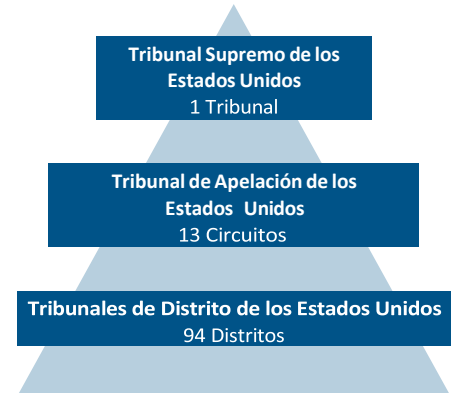 Tribunal Supremo de los
Estados Unidos
1 Tribunal
Tribunal de Apelación de los
Estados Unidos
13 Circuitos
Tribunales de Distrito de los Estados Unidos
94 Distritos